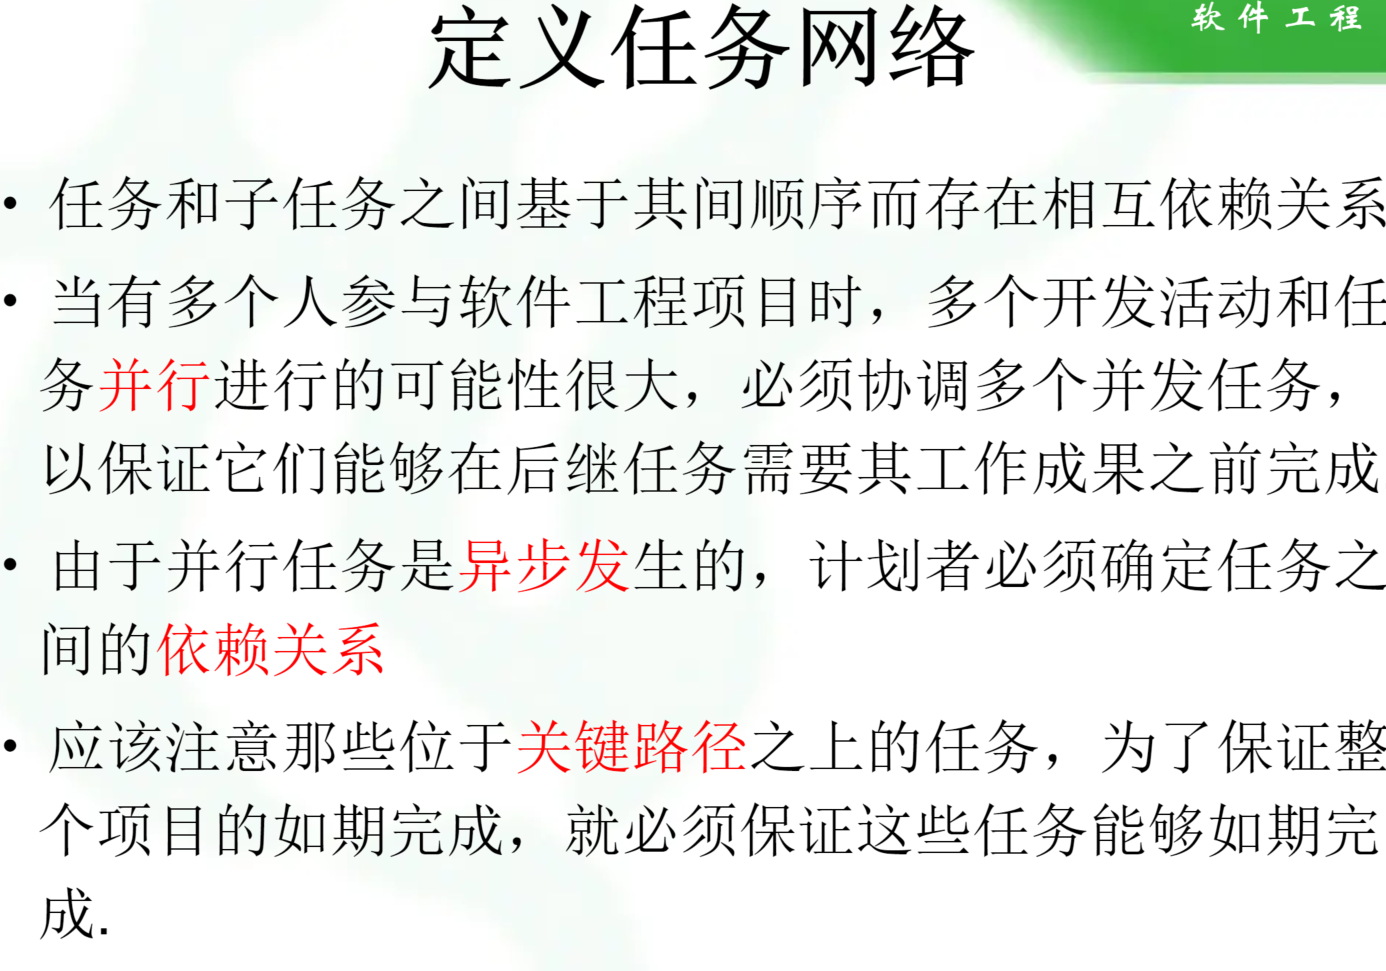 软件工程
定义任务网络
• 任务和子任务之间基于其间顺序而存在相互依赖关系
• 当有多个人参与软件工程项目时，多个开发活动和任
务并行进行的可能性很大，必须协调多个并发任务，
以保证它们能够在后继任务需要其工作成果之前完成
• 由于并行任务是异步发生的，计划者必须确定任务之
间的依赖关系
• 应该注意那些位于关键路径之上的任务，为了保证整
个项目的如期完成，就必须保证这些任务能够如期完
成.